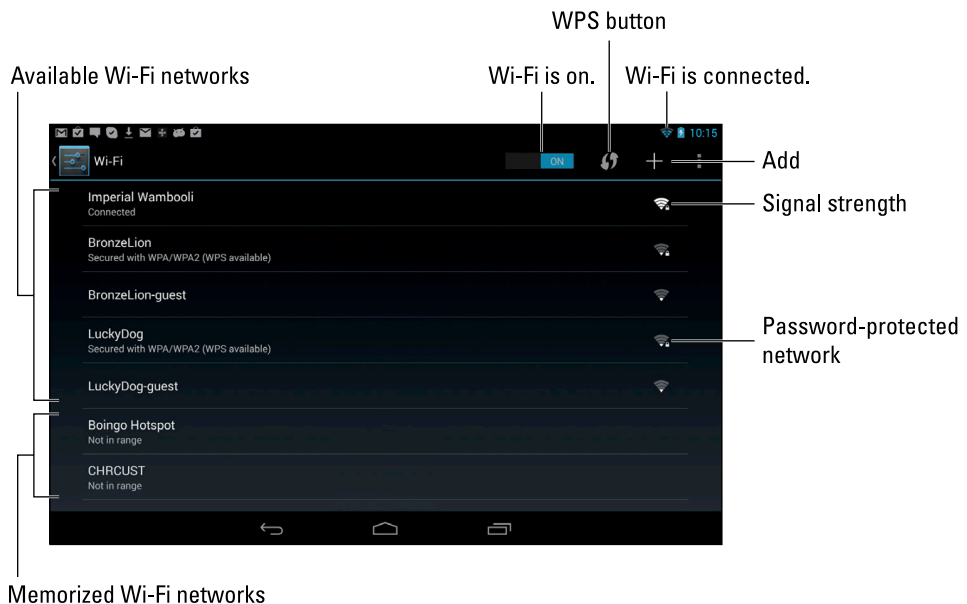 WPS button
Available Wi-Fi networks
Wi-Fi is on.
Wi-Fi is connected.
10:15
Wi-Fi
ON
Add
Imperial Wambooli
Connected
Signal strength
BronzeLion
Secured with WPA/WPA2 (WPS available)
BronzeLion-guest
LuckyDog
Secured with WPA/WPA2 (WPS available)
Password-protected
network
LuckyDog-guest
Boingo Hotspot
Not in range
CHRCUST
Not in range
Memorized Wi-Fi networks